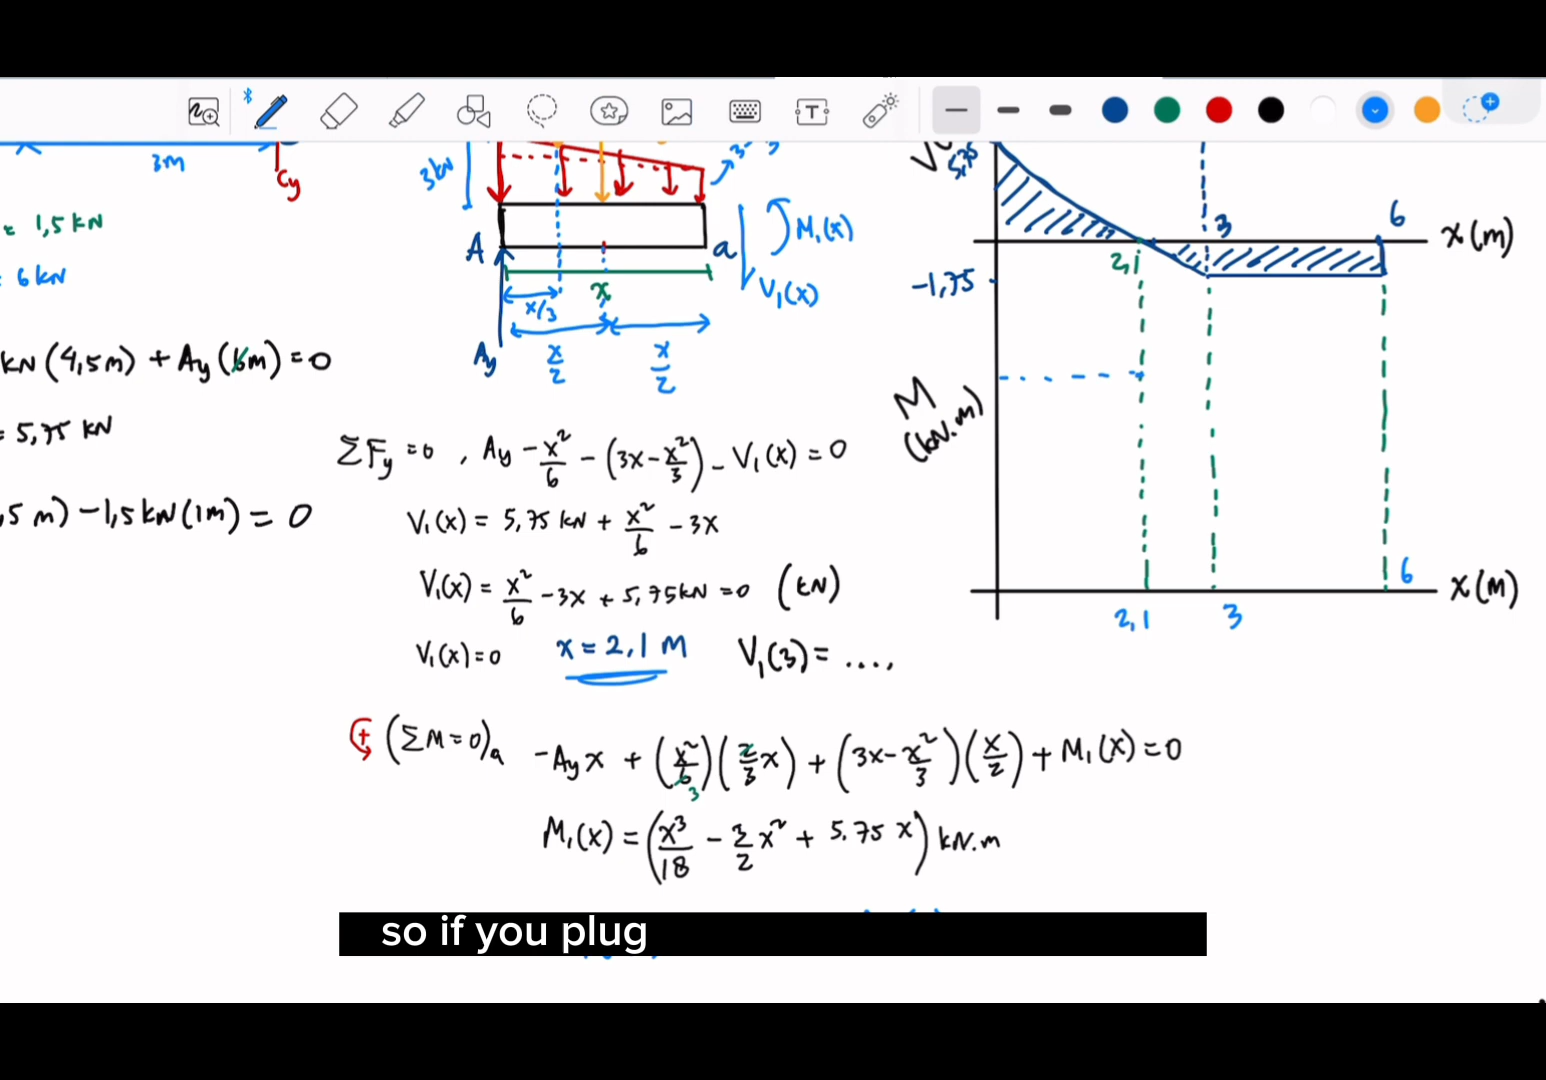 3m
Cy
= 1,5 kN
= 6 kN
kN (4,5m) + Ay (6m) = 0
= 5,75 kN
,5 m) - 1,5 kN (1m) = 0
3kN
A
a
M₁(x)
V₁(x)
x/3
x
Ay
x/2
x/2
ΣFy = 0 , Ay - x²/6 - (3x - x²/3) - V₁(x) = 0
V₁(x) = 5,75 kN + x²/6 - 3x
V₁(x) = x²/6 - 3x + 5,75kN = 0 (kN)
V₁(x) = 0 x = 2,1 M V₁(3) = ....
+ (ΣM = 0)a -Ay x + (x²/6)(2/3 x) + (3x - x²/3)(x/2) + M₁(x) = 0
3
M₁(x) = (x³/18 - 3/2 x² + 5.75 x) kN.m
5,75
3
6
x(m)
2,1
-1,75
M
(kN.m)
6
x(m)
2,1
3
T
so if you plug